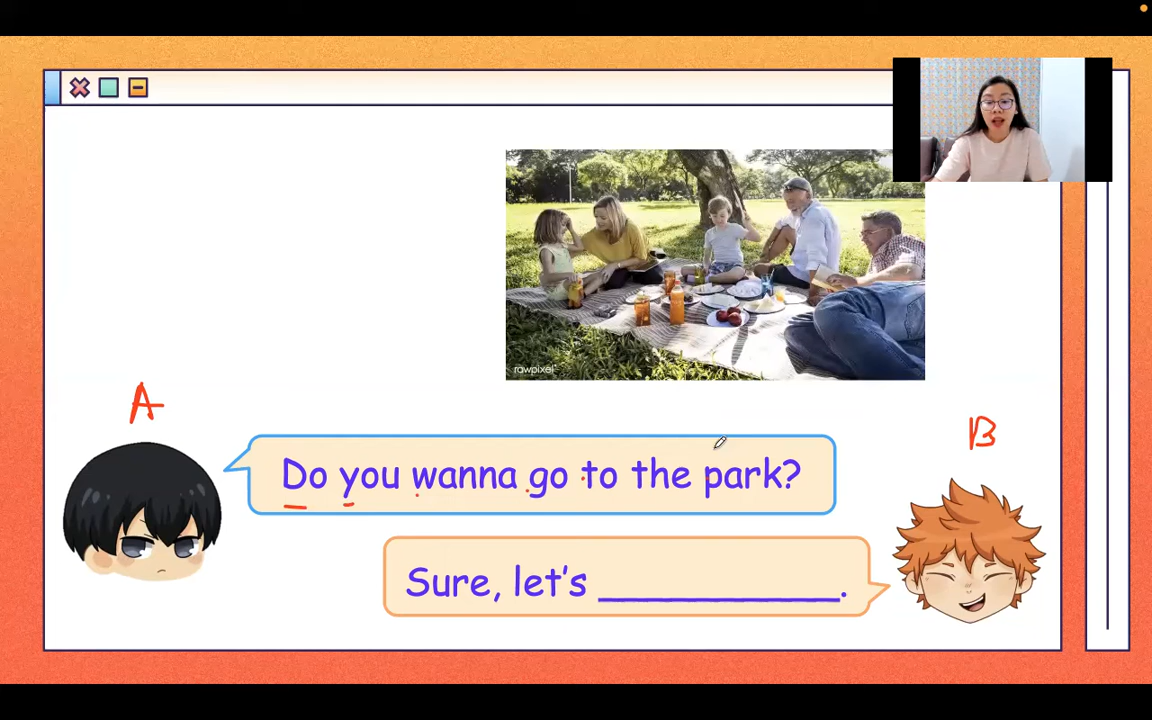 rawpixel
A
B
Do you wanna go to the park?
Sure, let's ___________.